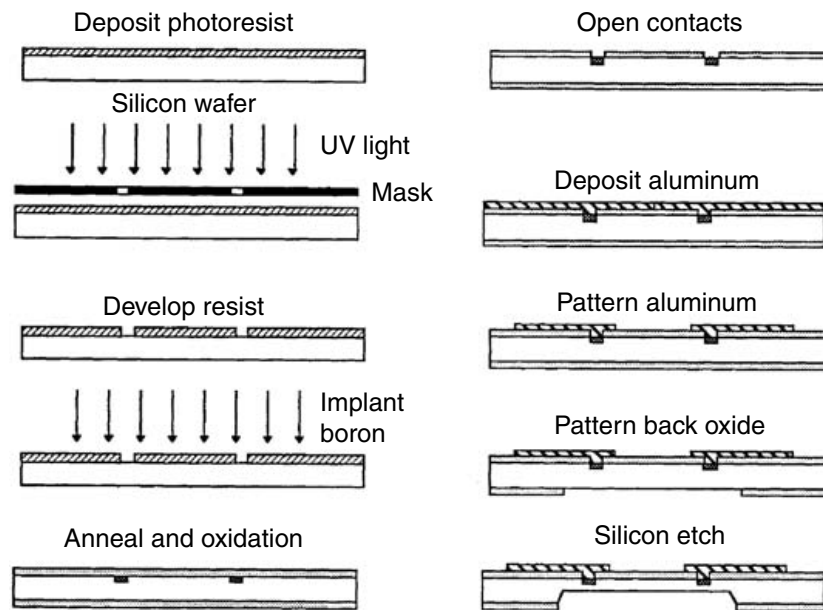 Deposit photoresist
Silicon wafer
UV light
Mask
Develop resist
Implant
boron
Anneal and oxidation
Open contacts
Deposit aluminum
Pattern aluminum
Pattern back oxide
Silicon etch